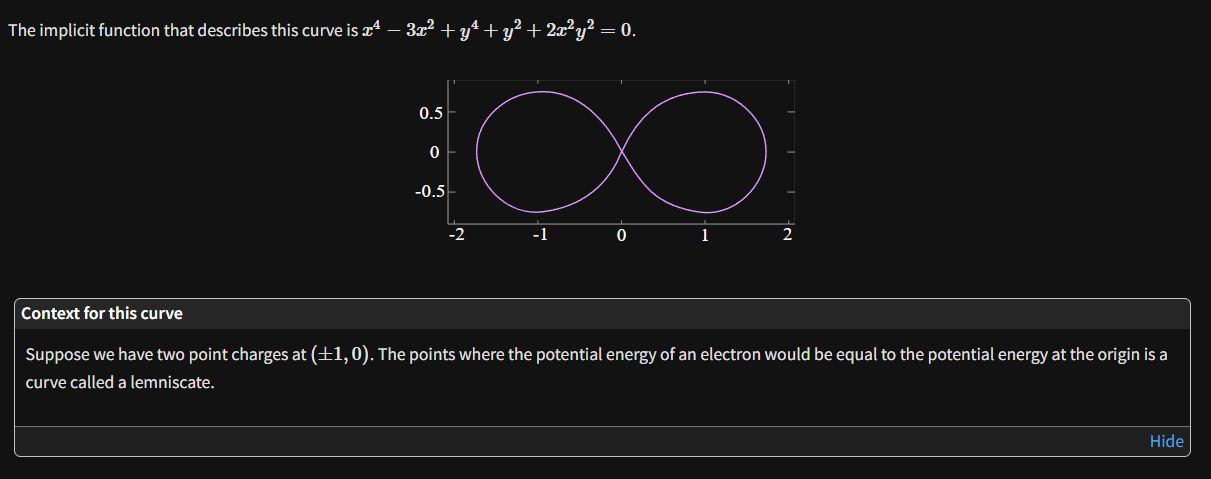 The implicit function that describes this curve is x⁴ − 3x² + y⁴ + y² + 2x²y² = 0.
0.5
0
-0.5
-2 -1 0 1 2
Context for this curve
Suppose we have two point charges at (±1, 0). The points where the potential energy of an electron would be equal to the potential energy at the origin is a
curve called a lemniscate.
Hide